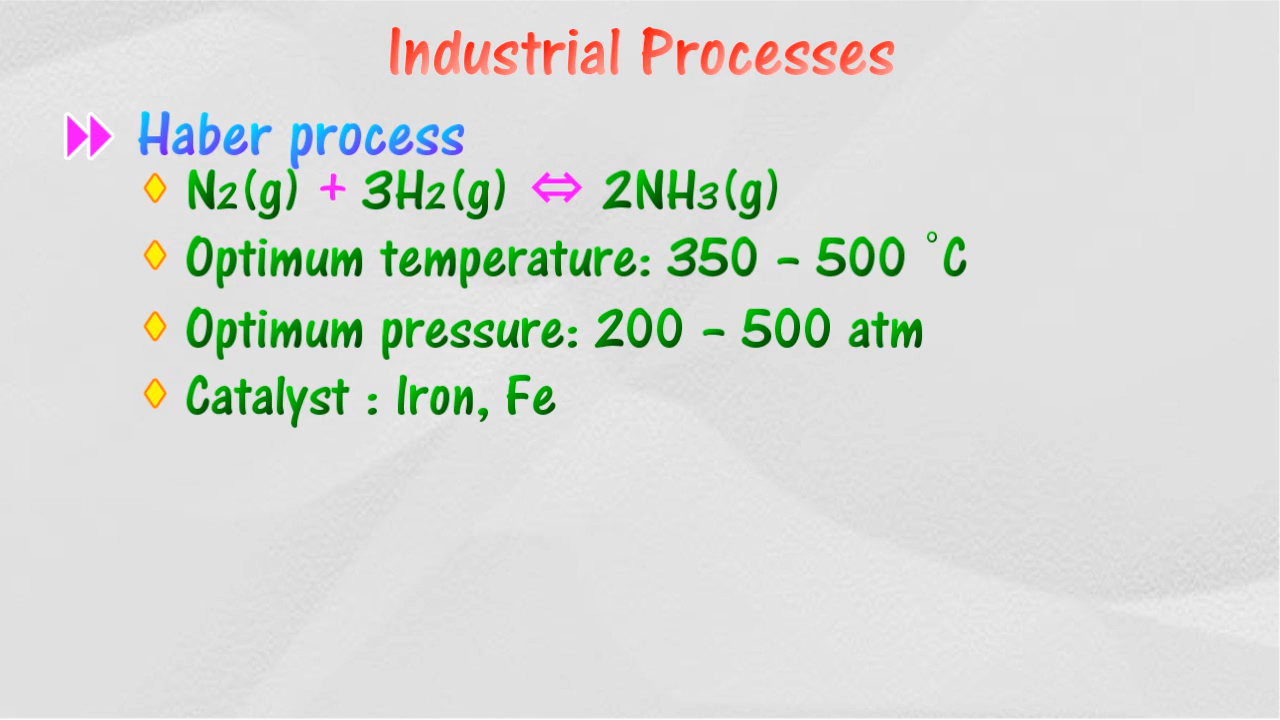 Industrial Processes
Haber process
N2(g) + 3H2(g) ⇔ 2NH3(g)
Optimum temperature: 350 – 500 °C
Optimum pressure: 200 – 500 atm
Catalyst : Iron, Fe